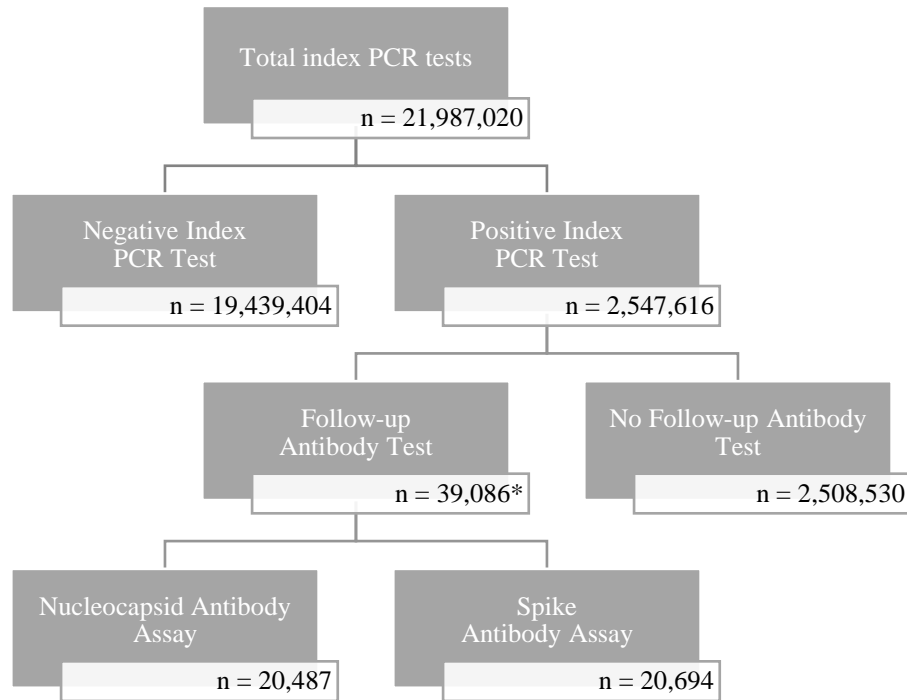 Total index PCR tests
n = 21,987,020
Negative Index
PCR Test
n = 19,439,404
Positive Index
PCR Test
n = 2,547,616
Follow-up
Antibody Test
n = 39,086*
No Follow-up Antibody
Test
n = 2,508,530
Nucleocapsid Antibody
Assay
n = 20,487
Spike
Antibody Assay
n = 20,694